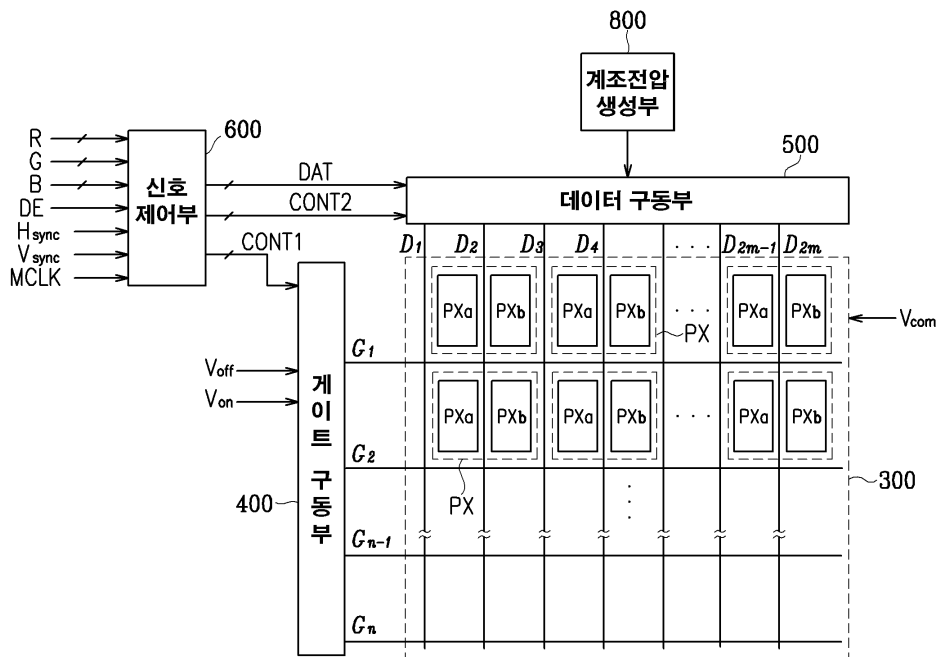 800
계조전압
생성부
600
R
G
B
DE
Hsync
Vsync
MCLK
신호
제어부
DAT
CONT2
CONT1
500
데이터 구동부
D1 D2 D3 D4 · · · D2m-1 D2m
PXa PXb PXa PXb · · · PXa PXb
PX
Vcom
G1
Voff
Von
게이트 구동부
400
PXa PXb PXa PXb · · · PXa PXb
G2
PX
300
Gn-1
Gn